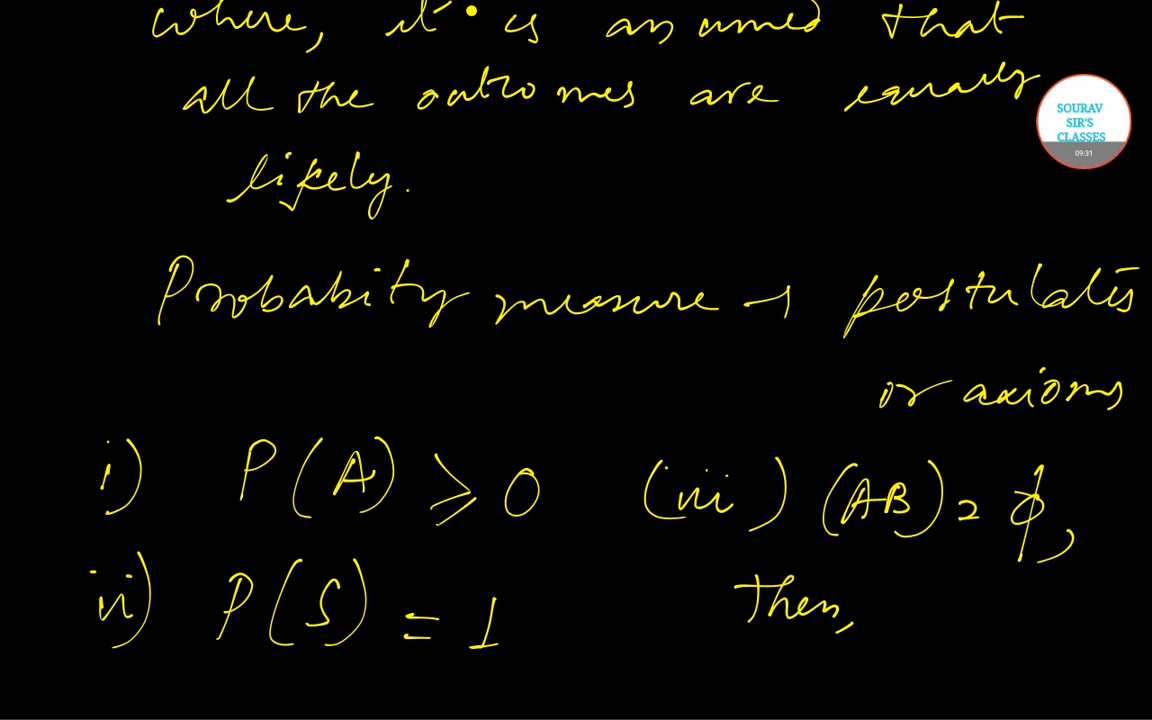 where, it is assumed that
all the outcomes are equally
likely.
SOURAV
SIR'S
CLASSES
09:31
Probability measure → postulates
or axioms
i) P(A) ≥ 0 (iii) (AB) = ϕ,
ii) P(S) = 1 then,